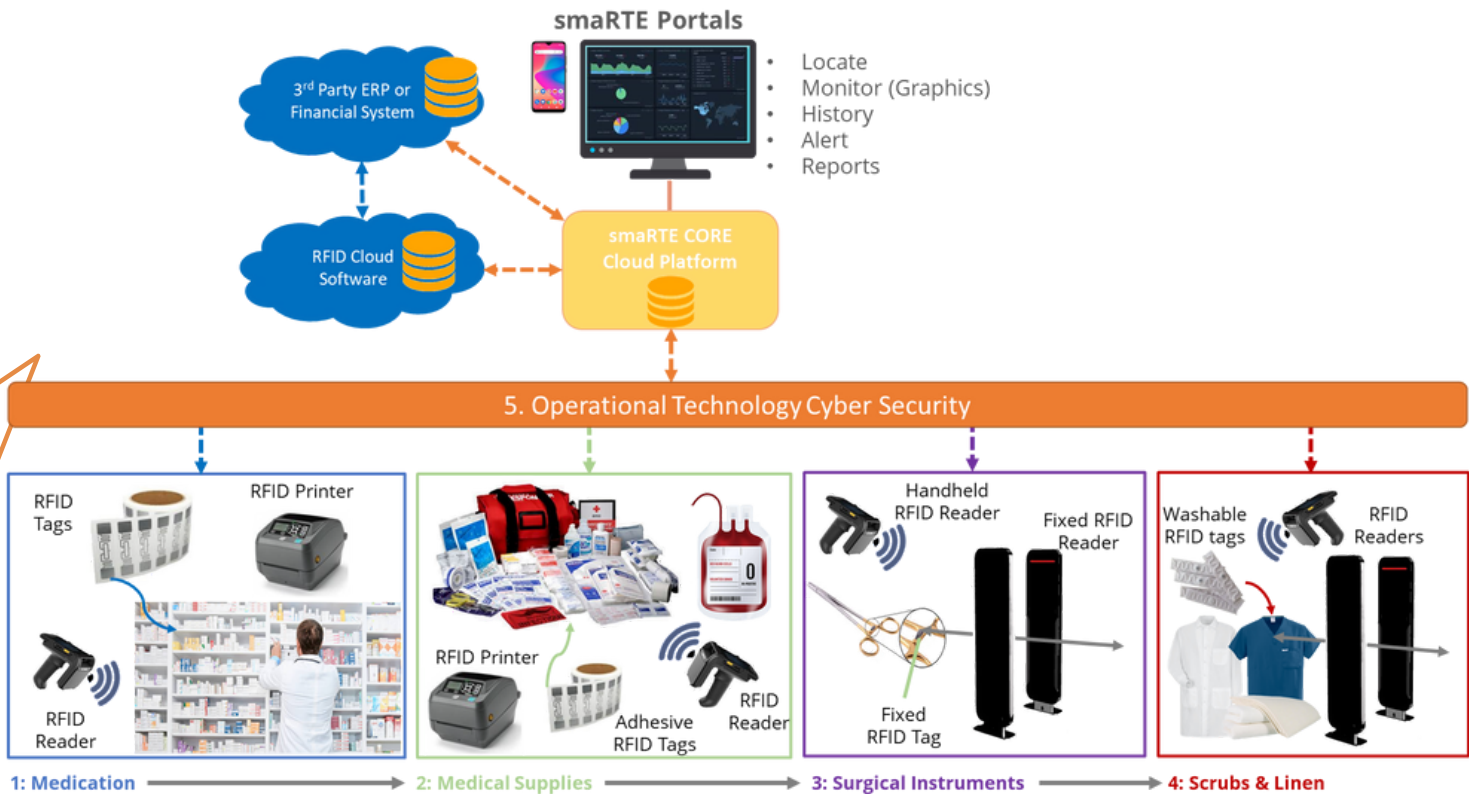 smaRTE Portals
• Locate
• Monitor (Graphics)
• History
• Alert
• Reports
3rd Party ERP or
Financial System
RFID Cloud
Software
smaRTE CORE
Cloud Platform
5. Operational Technology Cyber Security
RFID
Tags
RFID Printer
RFID
Reader
RFID Printer
Adhesive
RFID Tags
RFID
Reader
0
Handheld
RFID Reader
Fixed RFID
Reader
Fixed
RFID Tag
Washable
RFID tags
RFID
Readers
1: Medication
2: Medical Supplies
3: Surgical Instruments
4: Scrubs & Linen